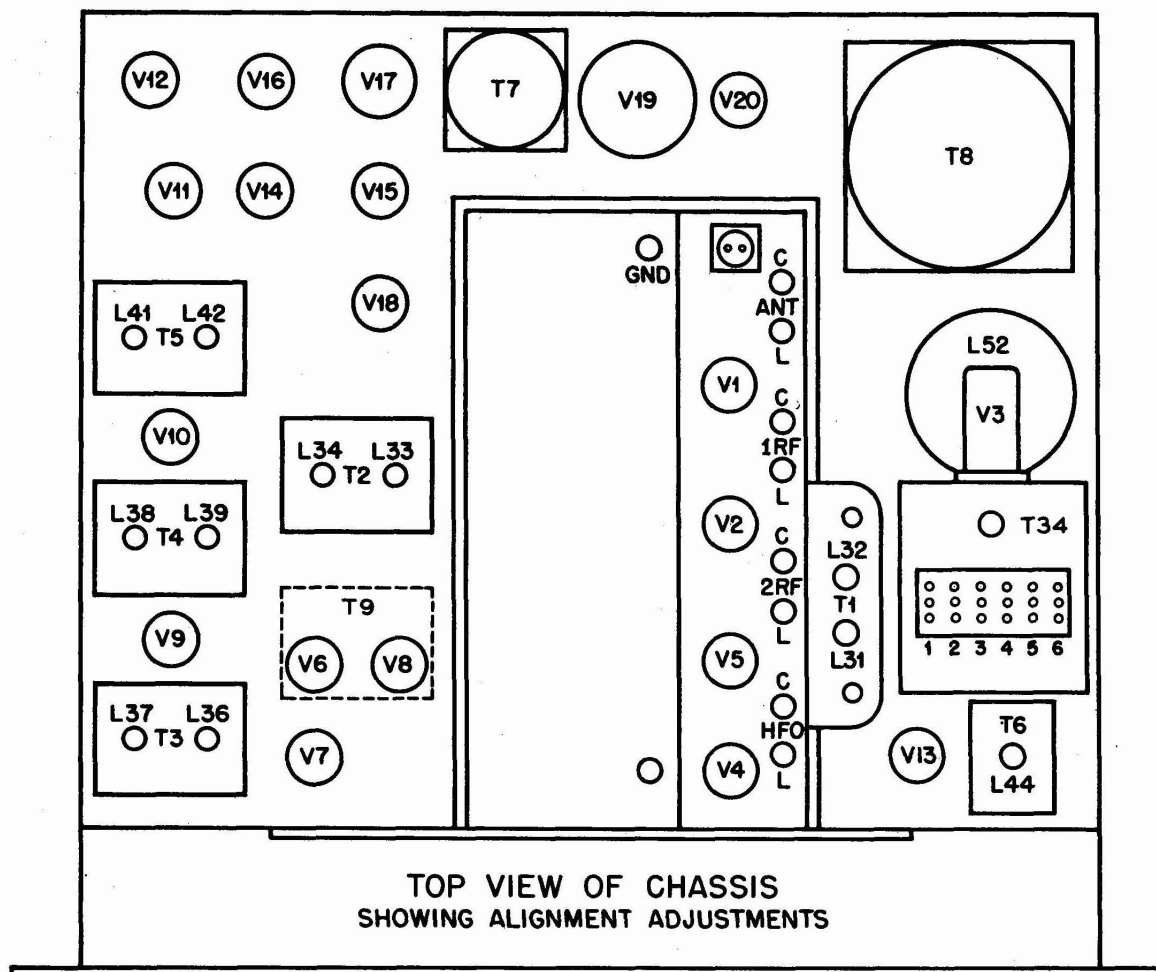 V12 V16 V17 T7 V19 V20 T8
V11 V14 V15
GND
C
ANT
L
V18
L41 T5 L42
L52
V3
V1
C
1RF
L
V10
L34 T2 L33
L38 T4 L39
V2
C
2RF
L
L32
T1
L31
T34
1 2 3 4 5 6
T9
V6 V8
V9
V5
C
HFO
L
L37 T3 L36
V7
V4
V13
T6
L44
TOP VIEW OF CHASSIS
SHOWING ALIGNMENT ADJUSTMENTS